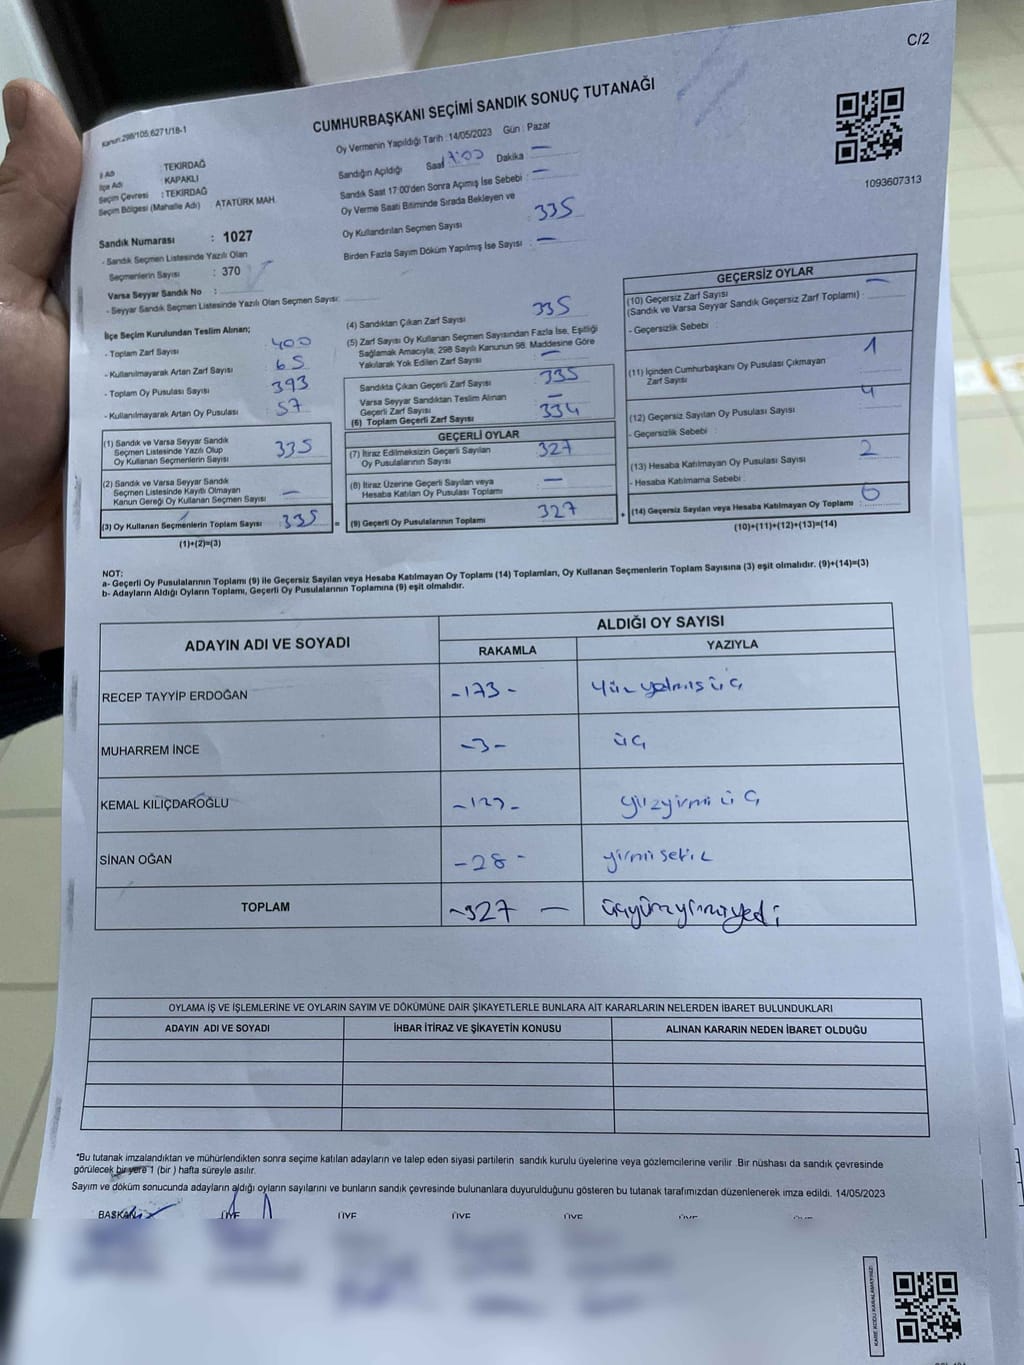 C/2
Kanun:298/105;6271/18-1
CUMHURBAŞKANI SEÇİMİ SANDIK SONUÇ TUTANAĞI
1093607313
İl Adı : TEKİRDAĞ
İlçe Adı : KAPAKLI
Seçim Çevresi : TEKİRDAĞ
Seçim Bölgesi (Mahalle Adı) : ATATÜRK MAH.
Sandık Numarası : 1027
- Sandık Seçmen Listesinde Yazılı Olan
Seçmenlerin Sayısı : 370
Varsa Seyyar Sandık No :
- Seyyar Sandık Seçmen Listesinde Yazılı Olan Seçmen Sayısı:
Oy Vermenin Yapıldığı Tarih : 14/05/2023 Gün : Pazar
Sandığın Açıldığı Saat Dakika —
Sandık Saat 17:00'den Sonra Açılmış İse Sebebi : —
Oy Verme Saati Bitiminde Sırada Bekleyen ve
Oy Kullandırılan Seçmen Sayısı 335
Birden Fazla Sayım Döküm Yapılmış İse Sayısı : —
İlçe Seçim Kurulundan Teslim Alınan;
- Toplam Zarf Sayısı 400
- Kullanılmayarak Artan Zarf Sayısı 65
- Toplam Oy Pusulası Sayısı 393
- Kullanılmayarak Artan Oy Pusulası 57
(1) Sandık ve Varsa Seyyar Sandık
Seçmen Listesinde Yazılı Olup
Oy Kullanan Seçmenlerin Sayısı 335
(2) Sandık ve Varsa Seyyar Sandık
Seçmen Listesinde Kayıtlı Olmayan
Kanun Gereği Oy Kullanan Seçmen Sayısı —
(3) Oy Kullanan Seçmenlerin Toplam Sayısı 335 =
(1)+(2)=(3)
(4) Sandıktan Çıkan Zarf Sayısı 335
(5) Zarf Sayısı Oy Kullanan Seçmen Sayısından Fazla İse, Eşitliği
Sağlamak Amacıyla; 298 Sayılı Kanunun 98. Maddesine Göre
Yakılarak Yok Edilen Zarf Sayısı —
Sandıkta Çıkan Geçerli Zarf Sayısı 335
Varsa Seyyar Sandıktan Teslim Alınan
Geçerli Zarf Sayısı —
(6) Toplam Geçerli Zarf Sayısı 334
GEÇERLİ OYLAR
(7) İtiraz Edilmeksizin Geçerli Sayılan
Oy Pusulalarının Sayısı 327
(8) İtiraz Üzerine Geçerli Sayılan veya
Hesaba Katılan Oy Pusulası Toplamı —
(9) Geçerli Oy Pusulalarının Toplamı 327 +
GEÇERSİZ OYLAR
(10) Geçersiz Zarf Sayısı
(Sandık ve Varsa Seyyar Sandık Geçersiz Zarf Toplamı) : —
- Geçersizlik Sebebi :
(11) İçinden Cumhurbaşkanı Oy Pusulası Çıkmayan
Zarf Sayısı 1
(12) Geçersiz Sayılan Oy Pusulası Sayısı 4
- Geçersizlik Sebebi :
(13) Hesaba Katılmayan Oy Pusulası Sayısı 2
- Hesaba Katılmama Sebebi :
(14) Geçersiz Sayılan veya Hesaba Katılmayan Oy Toplamı :
(10)+(11)+(12)+(13)=(14)
NOT:
a- Geçerli Oy Pusulalarının Toplamı (9) ile Geçersiz Sayılan veya Hesaba Katılmayan Oy Toplamı (14) Toplamları, Oy Kullanan Seçmenlerin Toplam Sayısına (3) eşit olmalıdır. (9)+(14)=(3)
b- Adayların Aldığı Oyların Toplamı, Geçerli Oy Pusulalarının Toplamına (9) eşit olmalıdır.
ADAYIN ADI VE SOYADI ALDIĞI OY SAYISI
RAKAMLA YAZIYLA
RECEP TAYYİP ERDOĞAN -173- yüz yetmiş üç
MUHARREM İNCE -3- üç
KEMAL KILIÇDAROĞLU -123- yüzyirmi üç
SİNAN OĞAN -28- yirmi sekiz
TOPLAM -327 — üçyüzyirmiyedi
OYLAMA İŞ VE İŞLEMLERİNE VE OYLARIN SAYIM VE DÖKÜMÜNE DAİR ŞİKAYETLERLE BUNLARA AİT KARARLARIN NELERDEN İBARET BULUNDUKLARI
ADAYIN ADI VE SOYADI İHBAR İTİRAZ VE ŞİKAYETİN KONUSU ALINAN KARARIN NEDEN İBARET OLDUĞU
*Bu tutanak imzalandıktan ve mühürlendikten sonra seçime katılan adayların ve talep eden siyasi partilerin sandık kurulu üyelerine veya gözlemcilerine verilir .Bir nüshası da sandık çevresinde
görülecek bir yere 1 (bir ) hafta süreyle asılır.
Sayım ve döküm sonucunda adayların aldığı oyların sayılarını ve bunların sandık çevresinde bulunanlara duyurulduğunu gösteren bu tutanak tarafımızdan düzenlenerek imza edildi. 14/05/2023
BAŞKAN ÜYE ÜYE ÜYE ÜYE ÜYE ÜYE
KARE KODU KARALAMAYINIZ!